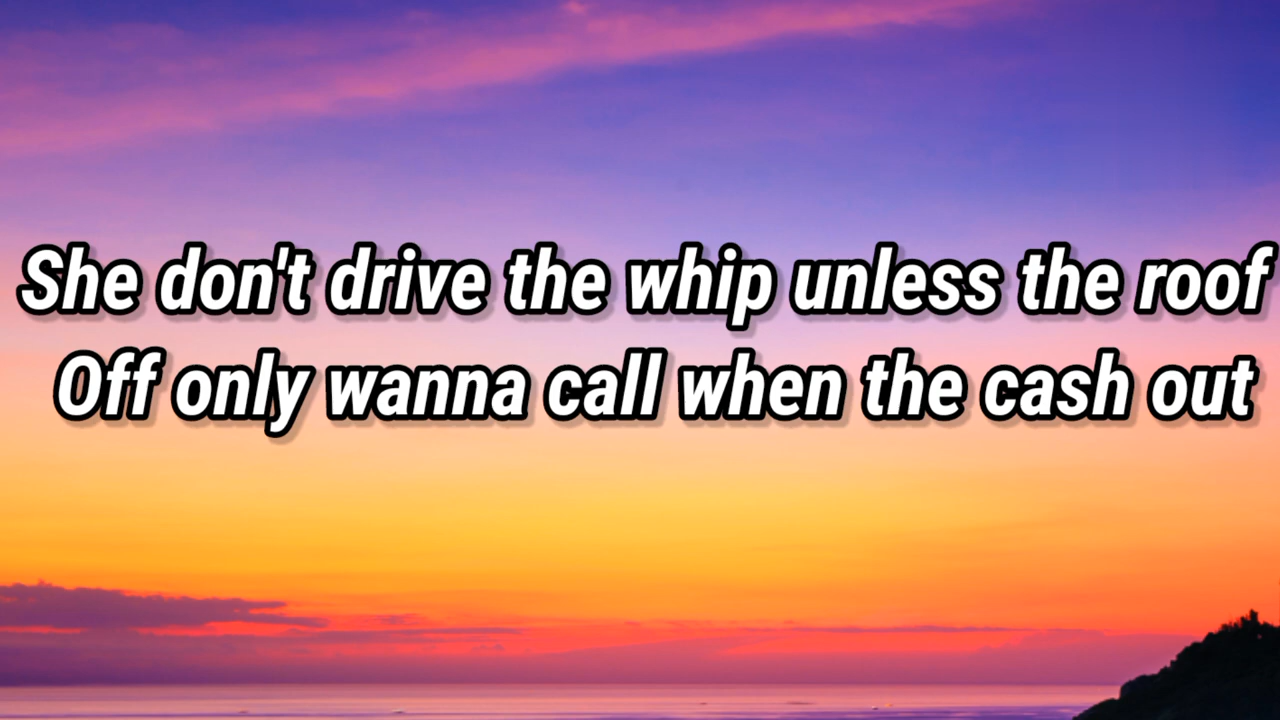 She don't drive the whip unless the roof
Off only wanna call when the cash out